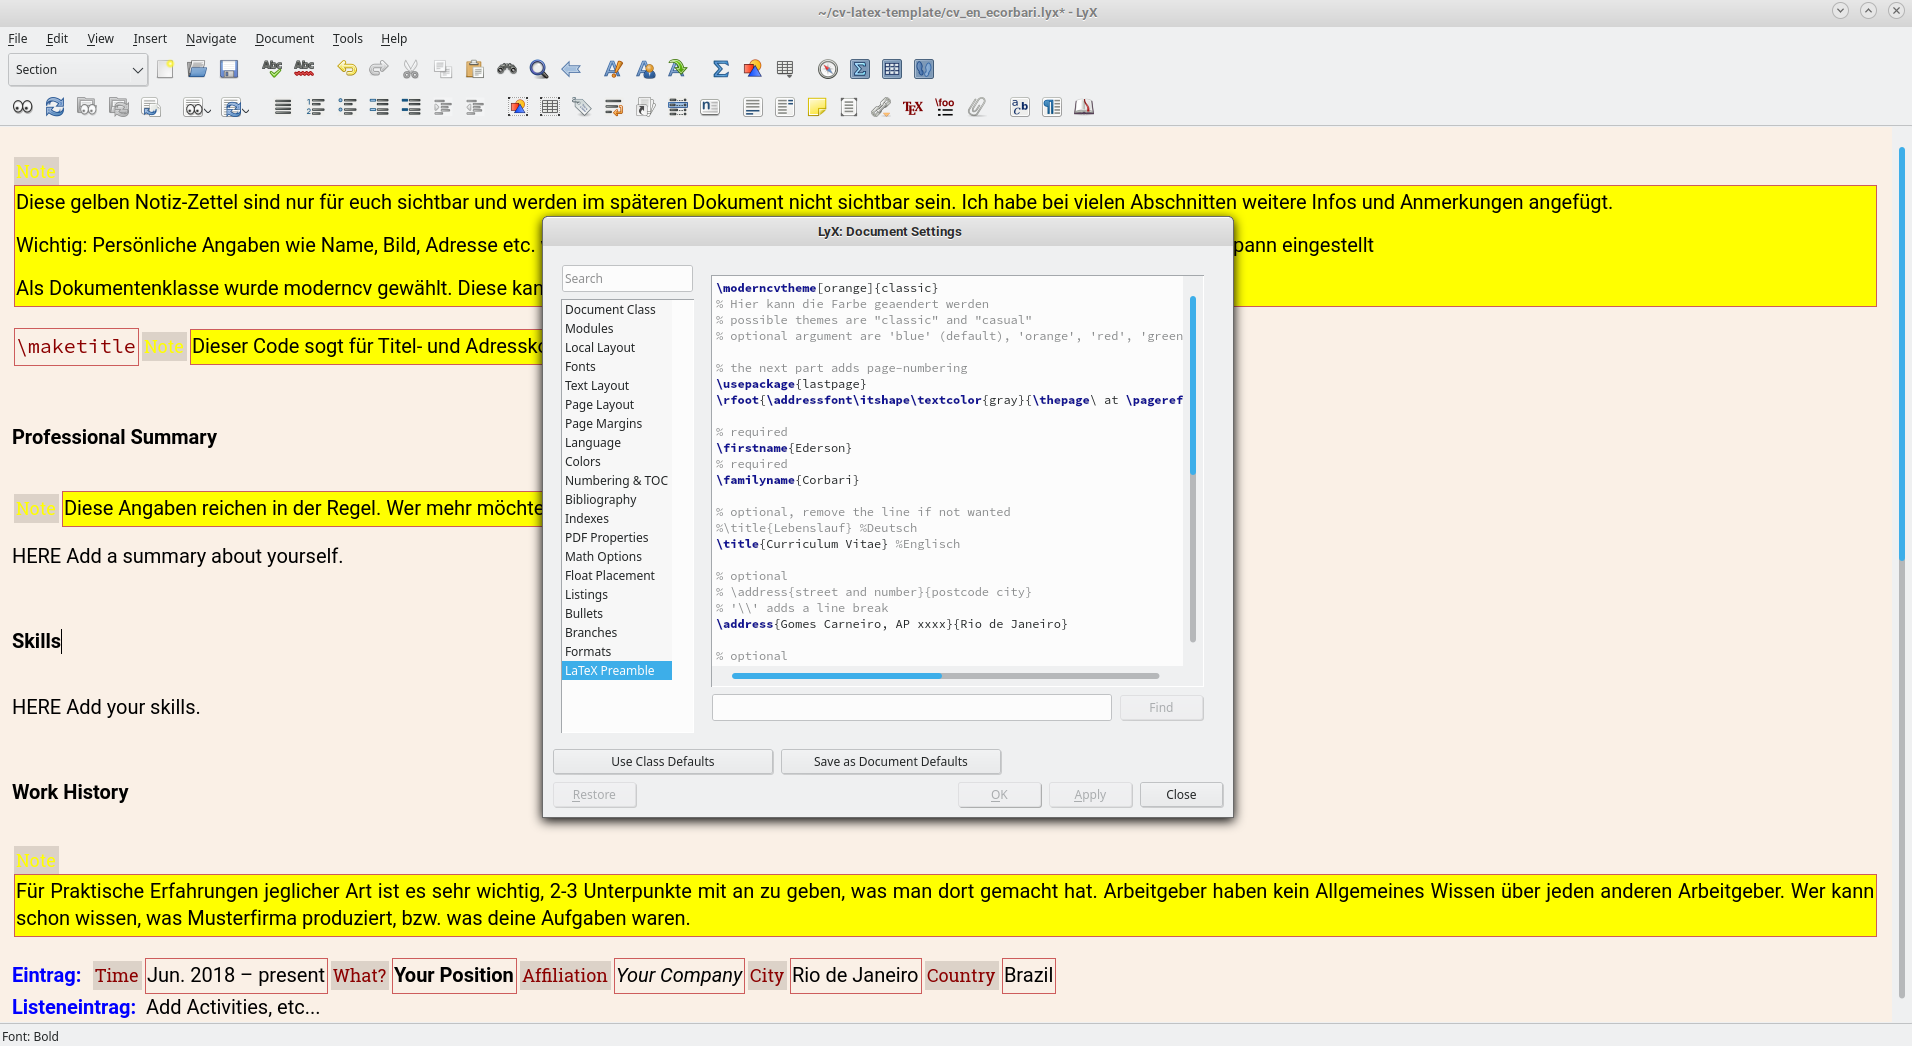 ~/cv-latex-template/cv_en_ecorbari.lyx* - LyX
File Edit View Insert Navigate Document Tools Help
Section
Note
Diese gelben Notiz-Zettel sind nur für euch sichtbar und werden im späteren Dokument nicht sichtbar sein. Ich habe bei vielen Abschnitten weitere Infos und Anmerkungen angefügt.
Wichtig: Persönliche Angaben wie Name, Bild, Adresse etc. pann eingestellt
Als Dokumentenklasse wurde moderncv gewählt. Diese kan
\maketitle Note Dieser Code sogt für Titel- und Adressko
Professional Summary
Note Diese Angaben reichen in der Regel. Wer mehr möchte
HERE Add a summary about yourself.
Skills
HERE Add your skills.
Work History
Note
Für Praktische Erfahrungen jeglicher Art ist es sehr wichtig, 2-3 Unterpunkte mit an zu geben, was man dort gemacht hat. Arbeitgeber haben kein Allgemeines Wissen über jeden anderen Arbeitgeber. Wer kann
schon wissen, was Musterfirma produziert, bzw. was deine Aufgaben waren.
Eintrag: Time Jun. 2018 – present What? Your Position Affiliation Your Company City Rio de Janeiro Country Brazil
Listeneintrag: Add Activities, etc...
Font: Bold
LyX: Document Settings
Search
Document Class
Modules
Local Layout
Fonts
Text Layout
Page Layout
Page Margins
Language
Colors
Numbering & TOC
Bibliography
Indexes
PDF Properties
Math Options
Float Placement
Listings
Bullets
Branches
Formats
LaTeX Preamble
\moderncvtheme[orange]{classic}
% Hier kann die Farbe geaendert werden
% possible themes are "classic" and "casual"
% optional argument are 'blue' (default), 'orange', 'red', 'green
% the next part adds page-numbering
\usepackage{lastpage}
\rfoot{\addressfont\itshape\textcolor{gray}{\thepage\ at \pageref
% required
\firstname{Ederson}
% required
\familyname{Corbari}
% optional, remove the line if not wanted
%\title{Lebenslauf} %Deutsch
\title{Curriculum Vitae} %Englisch
% optional
% \address{street and number}{postcode city}
% '\\' adds a line break
\address{Gomes Carneiro, AP xxxx}{Rio de Janeiro}
% optional
Find
Use Class Defaults Save as Document Defaults
Restore OK Apply Close